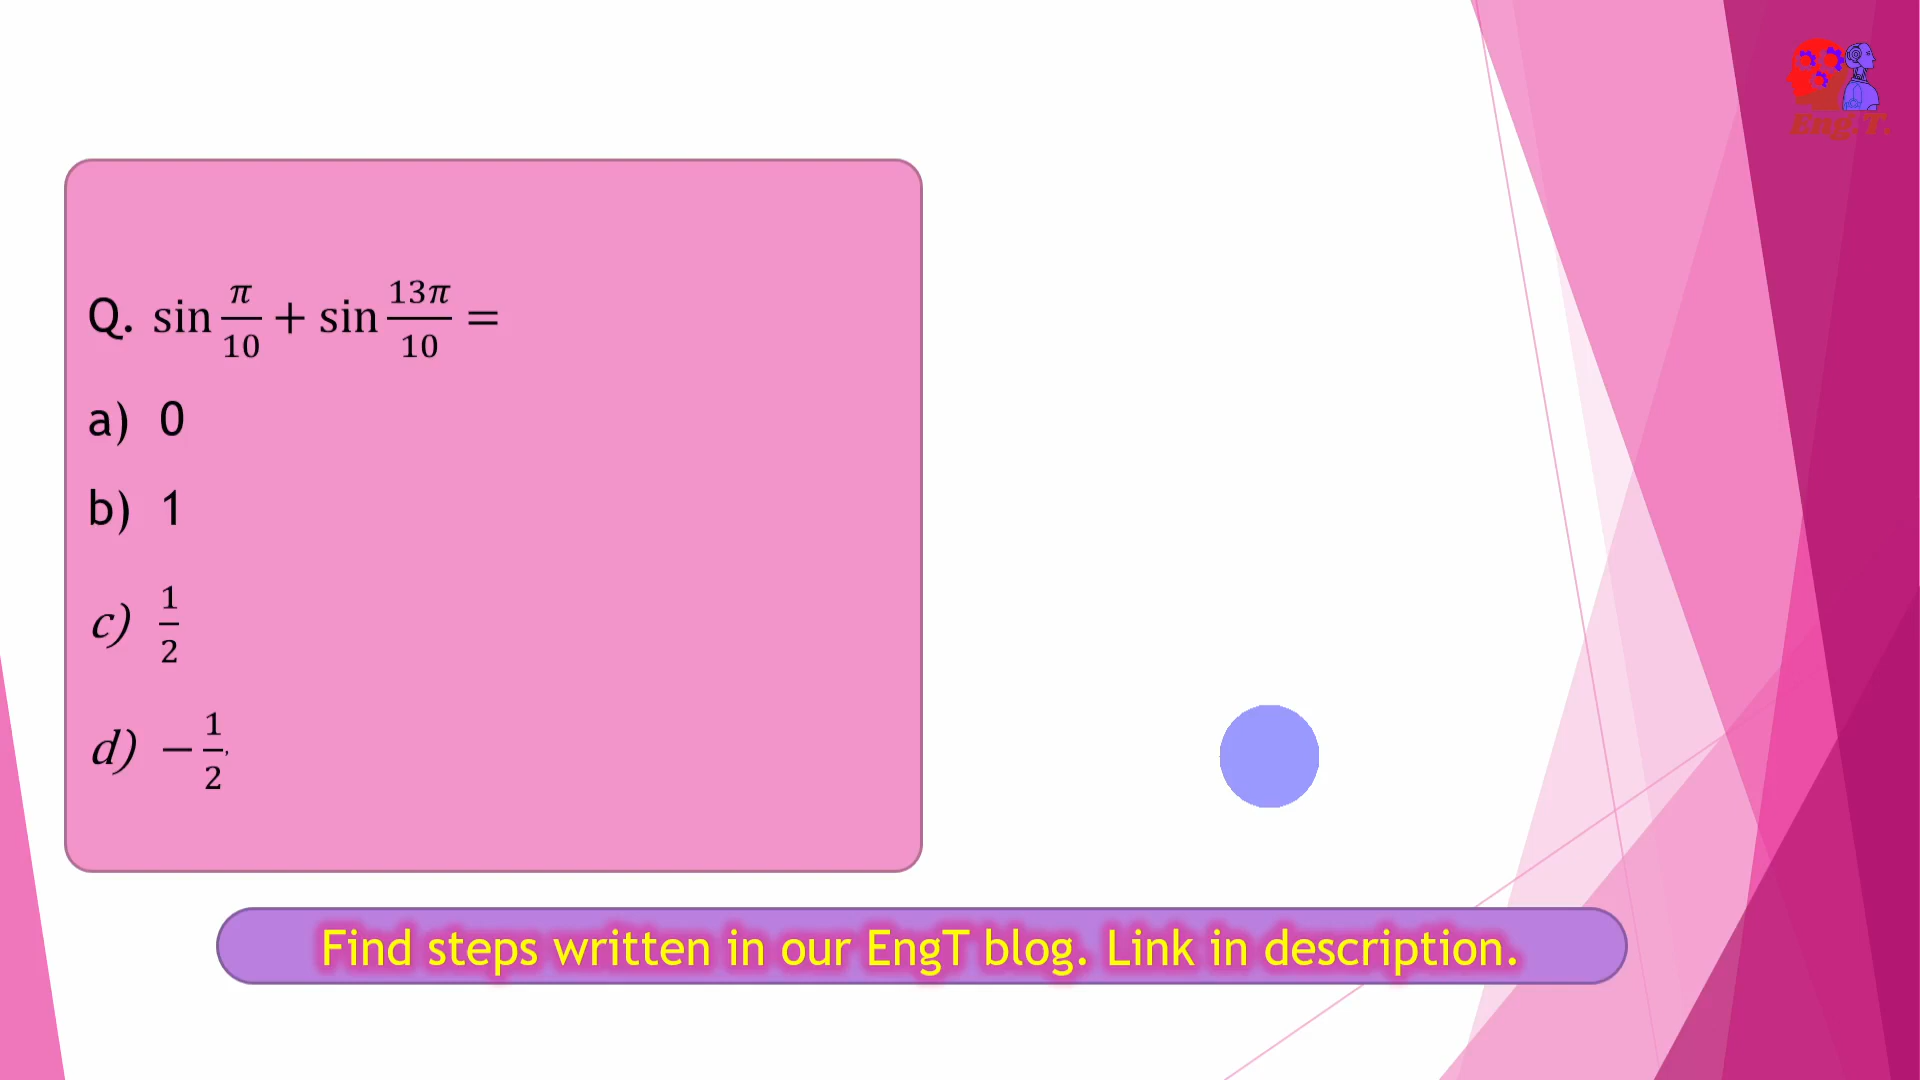 Eng.T.
Q. sin π/10 + sin 13π/10 =
a) 0
b) 1
c) 1/2
d) − 1/2,
Find steps written in our EngT blog. Link in description.